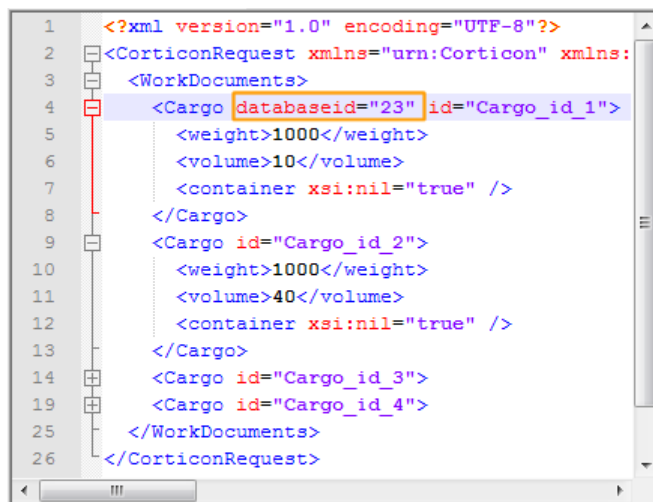 1 <?xml version="1.0" encoding="UTF-8"?>
2 <CorticonRequest xmlns="urn:Corticon" xmlns:
3 <WorkDocuments>
4 <Cargo databaseid="23" id="Cargo_id_1">
5 <weight>1000</weight>
6 <volume>10</volume>
7 <container xsi:nil="true" />
8 </Cargo>
9 <Cargo id="Cargo_id_2">
10 <weight>1000</weight>
11 <volume>40</volume>
12 <container xsi:nil="true" />
13 </Cargo>
14 <Cargo id="Cargo_id_3">
19 <Cargo id="Cargo_id_4">
25 </WorkDocuments>
26 </CorticonRequest>